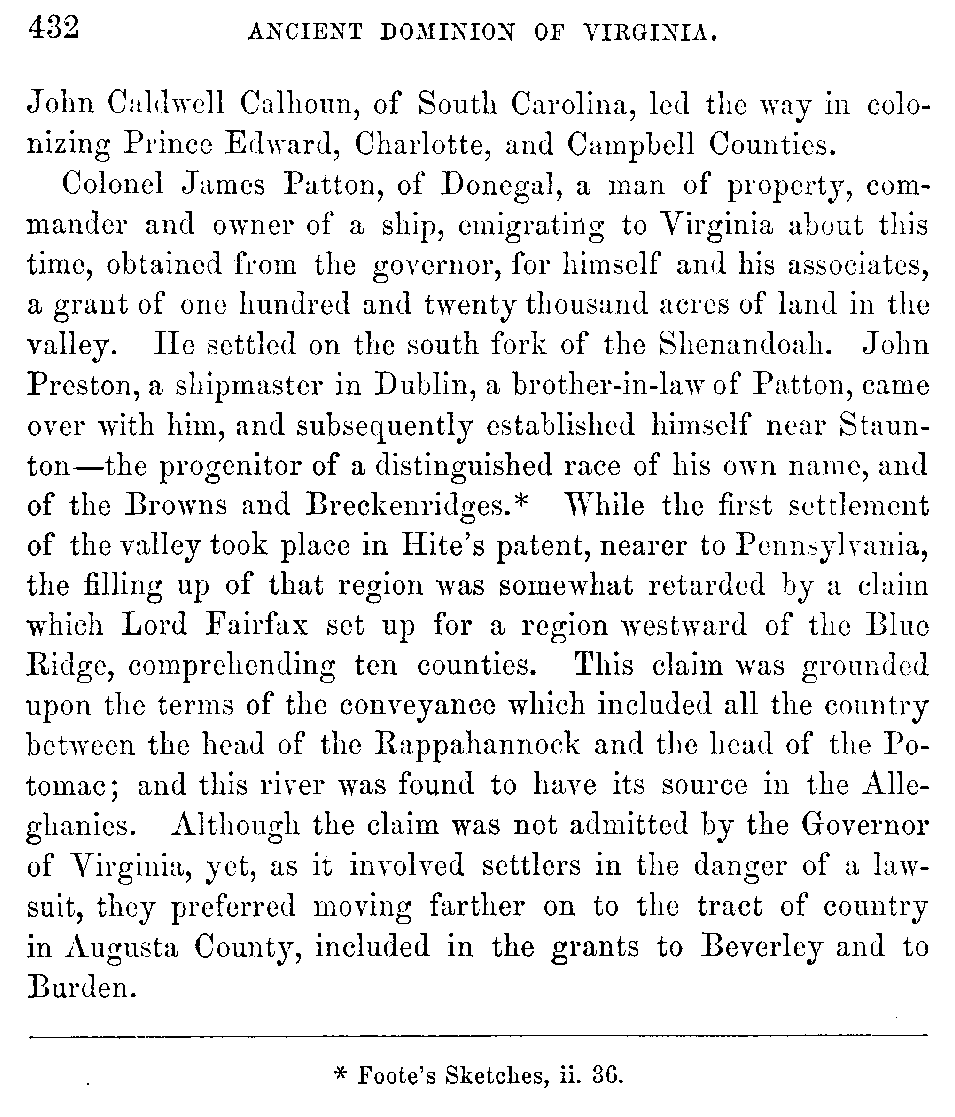 432 ANCIENT DOMINION OF VIRGINIA.
John Caldwell Calhoun, of South Carolina, led the way in colo-
nizing Prince Edward, Charlotte, and Campbell Counties.
Colonel James Patton, of Donegal, a man of property, com-
mander and owner of a ship, emigrating to Virginia about this
time, obtained from the governor, for himself and his associates,
a grant of one hundred and twenty thousand acres of land in the
valley. He settled on the south fork of the Shenandoah. John
Preston, a shipmaster in Dublin, a brother-in-law of Patton, came
over with him, and subsequently established himself near Staun-
ton—the progenitor of a distinguished race of his own name, and
of the Browns and Breckenridges.* While the first settlement
of the valley took place in Hite's patent, nearer to Pennsylvania,
the filling up of that region was somewhat retarded by a claim
which Lord Fairfax set up for a region westward of the Blue
Ridge, comprehending ten counties. This claim was grounded
upon the terms of the conveyance which included all the country
between the head of the Rappahannock and the head of the Po-
tomac; and this river was found to have its source in the Alle-
ghanies. Although the claim was not admitted by the Governor
of Virginia, yet, as it involved settlers in the danger of a law-
suit, they preferred moving farther on to the tract of country
in Augusta County, included in the grants to Beverley and to
Burden.
* Foote's Sketches, ii. 36.